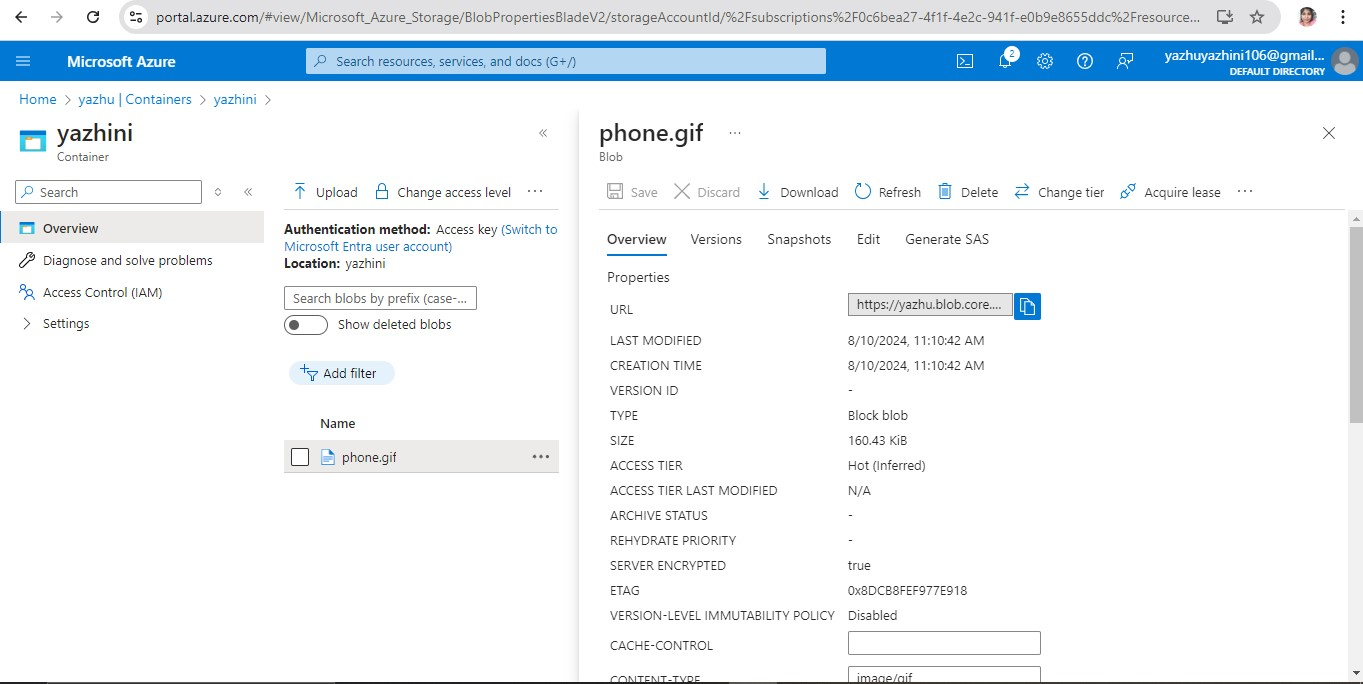 portal.azure.com/#view/Microsoft_Azure_Storage/BlobPropertiesBladeV2/storageAccountId/%2Fsubscriptions%2F0c6bea27-4f1f-4e2c-941f-e0b9e8655ddc%2Fresource...
Microsoft Azure
Search resources, services, and docs (G+/)
2
yazhuyazhini106@gmail...
DEFAULT DIRECTORY
Home > yazhu | Containers > yazhini >
yazhini
Container
Search
Overview
Diagnose and solve problems
Access Control (IAM)
Settings
Upload
Change access level
Authentication method: Access key (Switch to
Microsoft Entra user account)
Location: yazhini
Search blobs by prefix (case-...
Show deleted blobs
Add filter
Name
phone.gif
phone.gif
Blob
Save
Discard
Download
Refresh
Delete
Change tier
Acquire lease
Overview
Versions
Snapshots
Edit
Generate SAS
Properties
URL https://yazhu.blob.core....
LAST MODIFIED 8/10/2024, 11:10:42 AM
CREATION TIME 8/10/2024, 11:10:42 AM
VERSION ID -
TYPE Block blob
SIZE 160.43 KiB
ACCESS TIER Hot (Inferred)
ACCESS TIER LAST MODIFIED N/A
ARCHIVE STATUS -
REHYDRATE PRIORITY -
SERVER ENCRYPTED true
ETAG 0x8DCB8FEF977E918
VERSION-LEVEL IMMUTABILITY POLICY Disabled
CACHE-CONTROL
CONTENT-TYPE image/gif